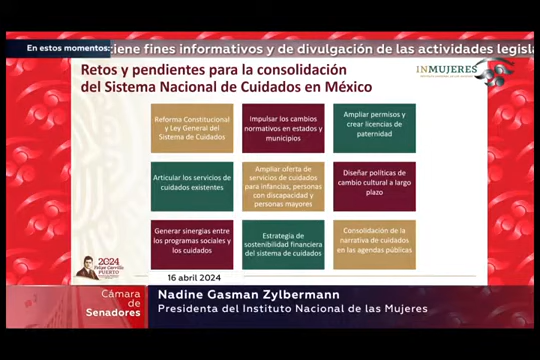 En estos momentos:
tiene fines informativos y de divulgación de las actividades legisla
Retos y pendientes para la consolidación
del Sistema Nacional de Cuidados en México
INMUJERES
Reforma Constitucional
y Ley General del
Sistema de Cuidados
Impulsar los cambios
normativos en estados y
municipios
Ampliar permisos y
crear licencias de
paternidad
Articular los servicios de
cuidados existentes
Ampliar oferta de
servicios de cuidados
para infancias, personas
con discapacidad y
personas mayores
Diseñar políticas de
cambio cultural a largo
plazo
Generar sinergias entre
los programas sociales y
los cuidados
Estrategia de
sostenibilidad financiera
del sistema de cuidados
Consolidación de la
narrativa de cuidados
en las agendas públicas
2024
Felipe Carrillo
PUERTO
16 abril 2024
Cámara
de
Senadores
Nadine Gasman Zylbermann
Presidenta del Instituto Nacional de las Mujeres